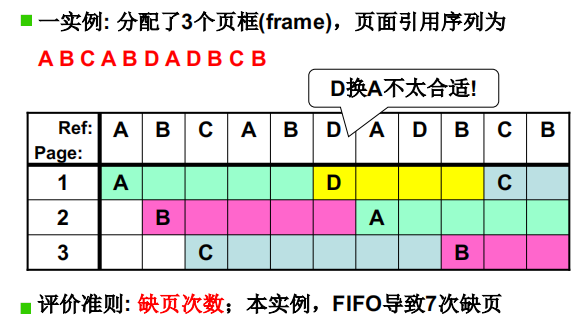 一实例: 分配了3个页框(frame)，页面引用序列为
A B C A B D A D B C B
D换A不太合适!
Ref: A B C A B D A D B C B
Page:
1 A D C
2 B A
3 C B
评价准则: 缺页次数；本实例，FIFO导致7次缺页